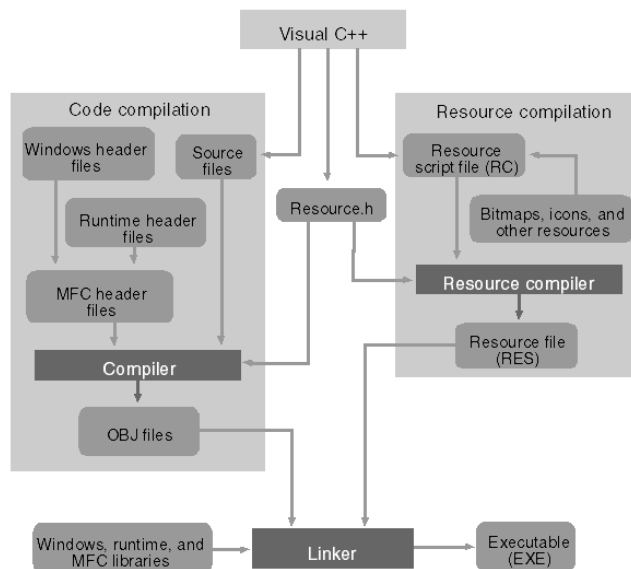 Visual C++
Code compilation
Windows header
files
Source
files
Runtime header
files
MFC header
files
Compiler
OBJ files
Resource.h
Resource compilation
Resource
script file (RC)
Bitmaps, icons, and
other resources
Resource compiler
Resource file
(RES)
Windows, runtime, and
MFC libraries
Linker
Executable
(EXE)